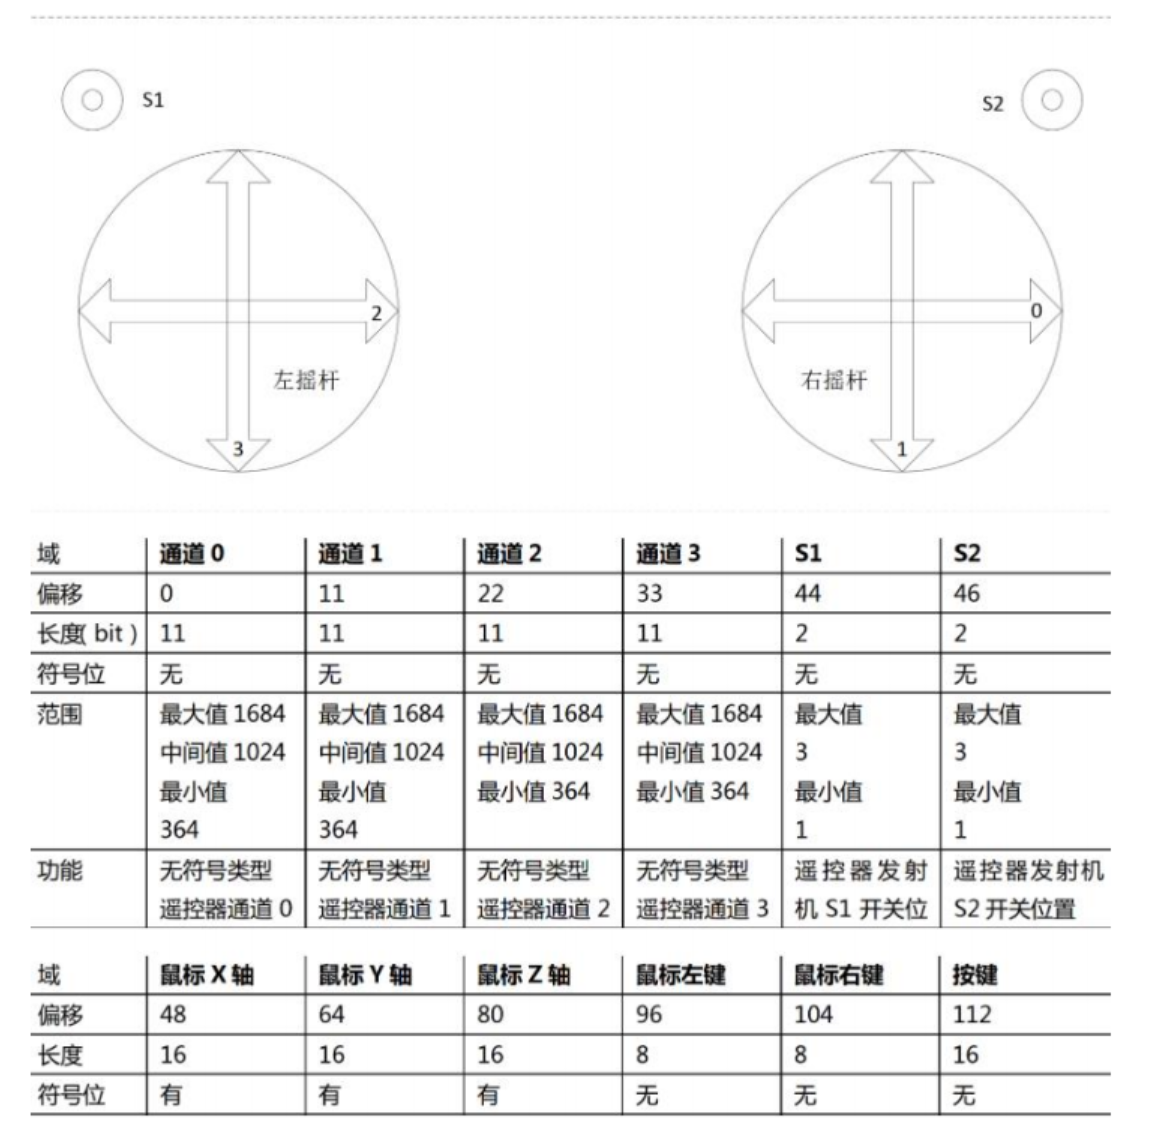 S1
S2
2
0
左摇杆
右摇杆
3
1
域 通道 0 通道 1 通道 2 通道 3 S1 S2
偏移 0 11 22 33 44 46
长度( bit ) 11 11 11 11 2 2
符号位 无 无 无 无 无 无
范围 最大值 1684 最大值 1684 最大值 1684 最大值 1684 最大值 最大值
中间值 1024 中间值 1024 中间值 1024 中间值 1024 3 3
最小值 最小值 最小值 364 最小值 364 最小值 最小值
364 364 1 1
功能 无符号类型 无符号类型 无符号类型 无符号类型 遥控器发射 遥控器发射机
遥控器通道 0 遥控器通道 1 遥控器通道 2 遥控器通道 3 机 S1 开关位 S2 开关位置
域 鼠标 X 轴 鼠标 Y 轴 鼠标 Z 轴 鼠标左键 鼠标右键 按键
偏移 48 64 80 96 104 112
长度 16 16 16 8 8 16
符号位 有 有 有 无 无 无